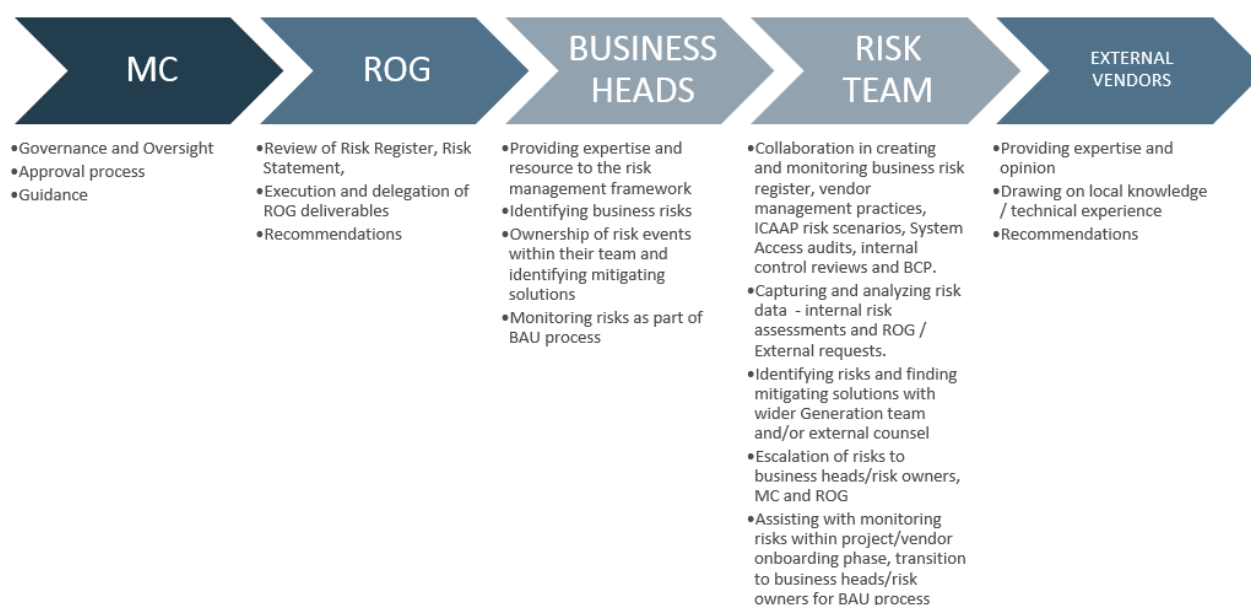 MC
•Governance and Oversight
•Approval process
•Guidance
ROG
•Review of Risk Register, Risk
Statement,
•Execution and delegation of
ROG deliverables
•Recommendations
BUSINESS
HEADS
•Providing expertise and
resource to the risk
management framework
•Identifying business risks
•Ownership of risk events
within their team and
identifying mitigating
solutions
•Monitoring risks as part of
BAU process
RISK
TEAM
•Collaboration in creating
and monitoring business risk
register, vendor
management practices,
ICAAP risk scenarios, System
Access audits, internal
control reviews and BCP.
•Capturing and analyzing risk
data - internal risk
assessments and ROG /
External requests.
•Identifying risks and finding
mitigating solutions with
wider Generation team
and/or external counsel
•Escalation of risks to
business heads/risk owners,
MC and ROG
•Assisting with monitoring
risks within project/vendor
onboarding phase, transition
to business heads/risk
owners for BAU process
EXTERNAL
VENDORS
•Providing expertise and
opinion
•Drawing on local knowledge
/ technical experience
•Recommendations